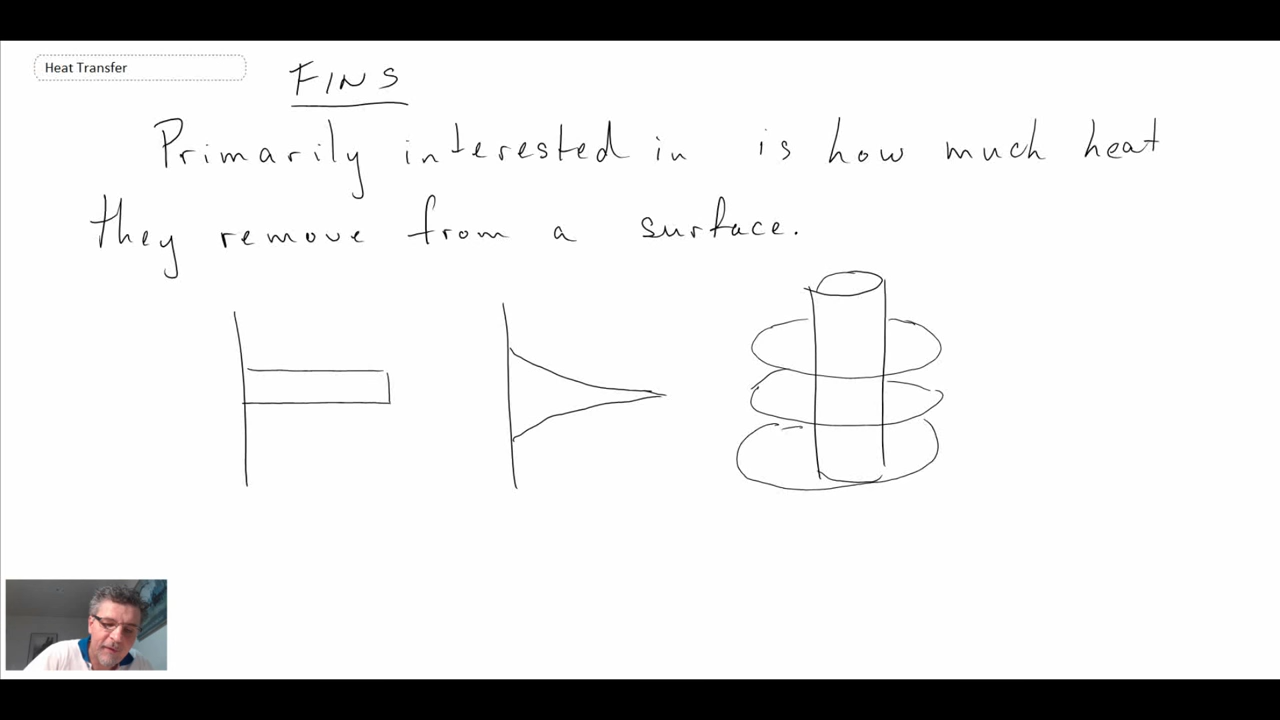 Heat Transfer
FINS
Primarily interested in is how much heat
they remove from a surface.